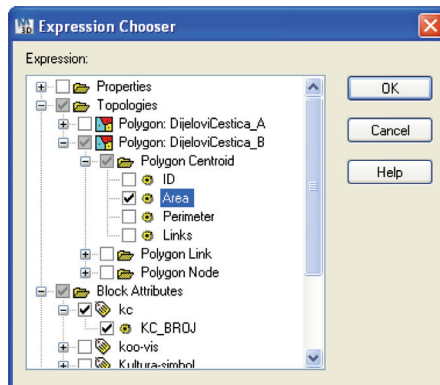 Expression Chooser
Expression:
Properties
Topologies
Polygon: DijeloviCestica_A
Polygon: DijeloviCestica_B
Polygon Centroid
ID
Area
Perimeter
Links
Polygon Link
Polygon Node
Block Attributes
kc
KC_BROJ
koo-vis
Kultura-simbol
OK
Cancel
Help